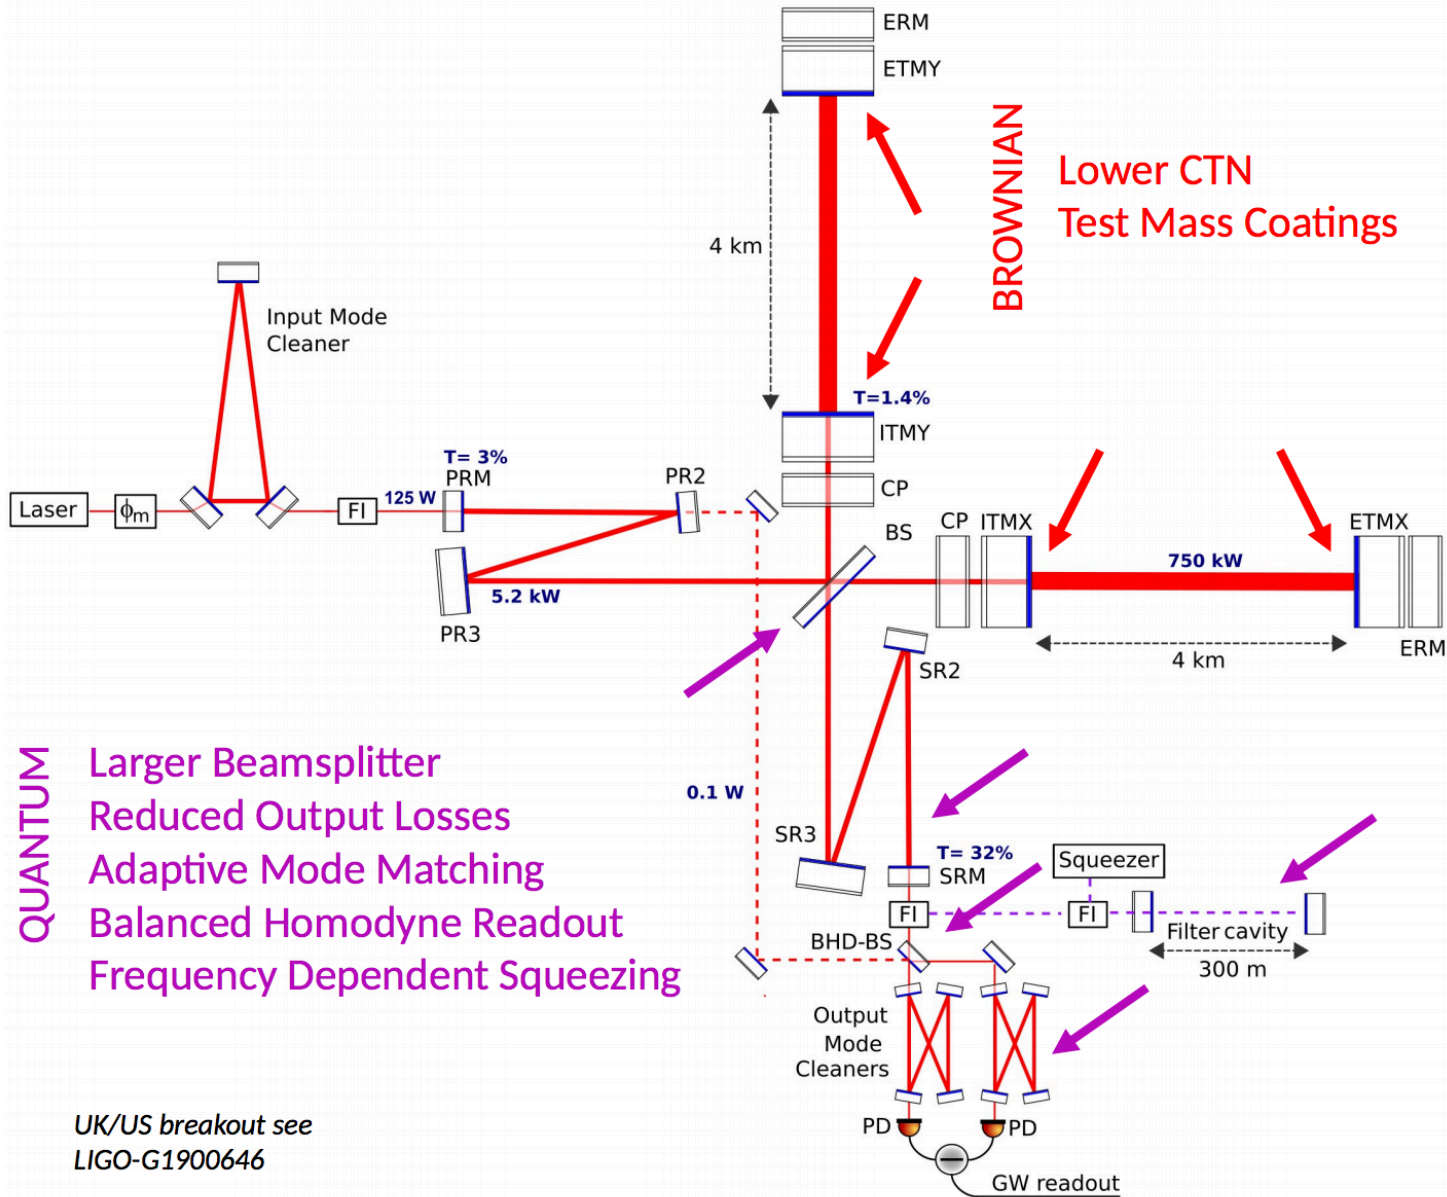 ERM
ETMY
BROWNIAN
Lower CTN
Test Mass Coatings
4 km
Input Mode
Cleaner
T=1.4%
ITMY
T= 3%
PRM
PR2
CP
Laser
ϕm
FI
125 W
BS
CP
ITMX
ETMX
750 kW
5.2 kW
PR3
4 km
ERM
SR2
QUANTUM
Larger Beamsplitter
Reduced Output Losses
Adaptive Mode Matching
Balanced Homodyne Readout
Frequency Dependent Squeezing
0.1 W
SR3
T= 32%
SRM
Squeezer
FI
FI
Filter cavity
300 m
BHD-BS
Output
Mode
Cleaners
PD
PD
GW readout
UK/US breakout see
LIGO-G1900646